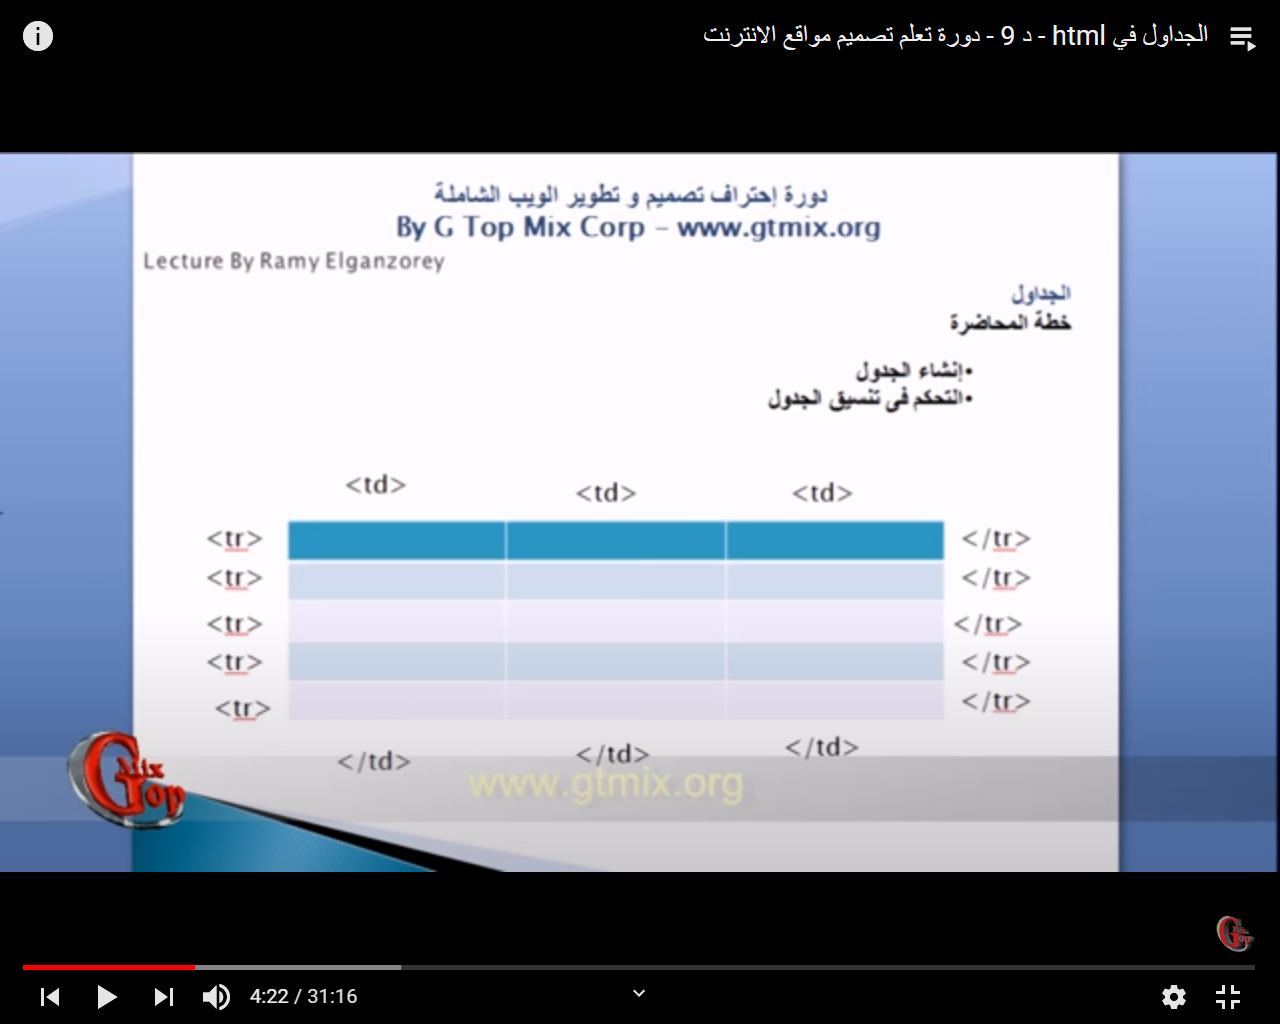 الجداول في html - د 9 - دورة تعلم تصميم مواقع الانترنت
دورة إحتراف تصميم و تطوير الويب الشاملة
By G Top Mix Corp – www.gtmix.org
Lecture By Ramy Elganzorey
الجداول
خطة المحاضرة
•إنشاء الجدول
•التحكم فى تنسيق الجدول
<td> <td> <td>
<tr> </tr>
<tr> </tr>
<tr> </tr>
<tr> </tr>
<tr> </tr>
</td> </td> </td>
G Mix Top
www.gtmix.org
G Mix Top
4:22 / 31:16